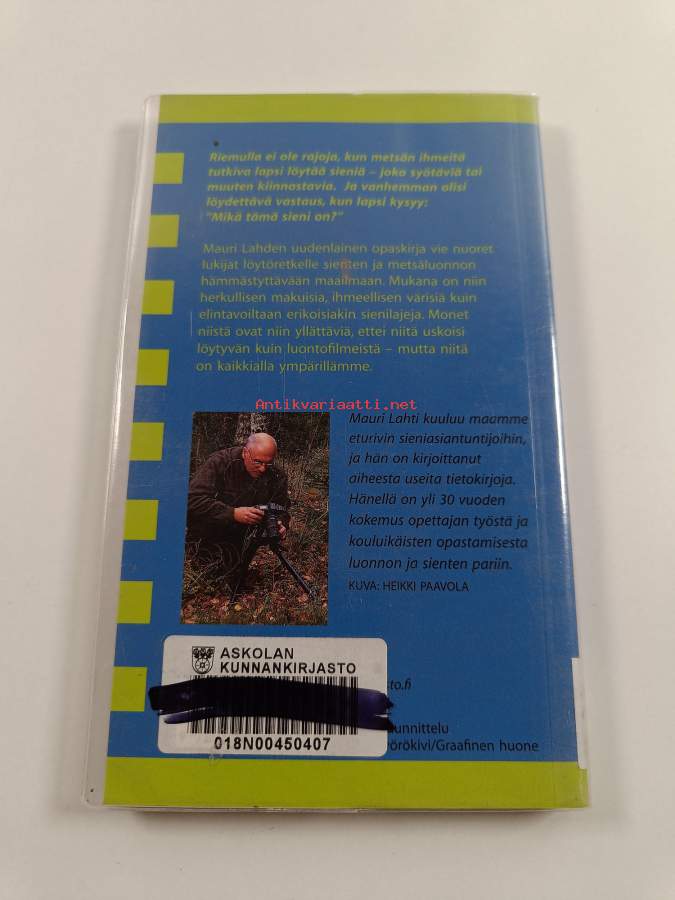 Riemulla ei ole rajoja, kun metsän ihmeitä
tutkiva lapsi löytää sieniä – joko syötäviä tai
muuten kiinnostavia. Ja vanhemman olisi
löydettävä vastaus, kun lapsi kysyy:
"Mikä tämä sieni on?"
Mauri Lahden uudenlainen opaskirja vie nuoret
lukijat löytöretkelle sienten ja metsäluonnon
hämmästyttävään maailmaan. Mukana on niin
herkullisen makuisia, ihmeellisen värisiä kuin
elintavoiltaan erikoisiakin sienilajeja. Monet
niistä ovat niin yllättäviä, ettei niitä uskoisi
löytyvän kuin luontofilmeistä – mutta niitä
on kaikkialla ympärillämme.
Antikvariaatti.net
Mauri Lahti kuuluu maamme
eturivin sieniasiantuntijoihin,
ja hän on kirjoittanut
aiheesta useita tietokirjoja.
Hänellä on yli 30 vuoden
kokemus opettajan työstä ja
kouluikäisten opastamisesta
luonnon ja sienten pariin.
KUVA: HEIKKI PAAVOLA
ASKOLAN
KUNNANKIRJASTO
018N00450407
sto.fi
unnittelu
örökivi/Graafinen huone